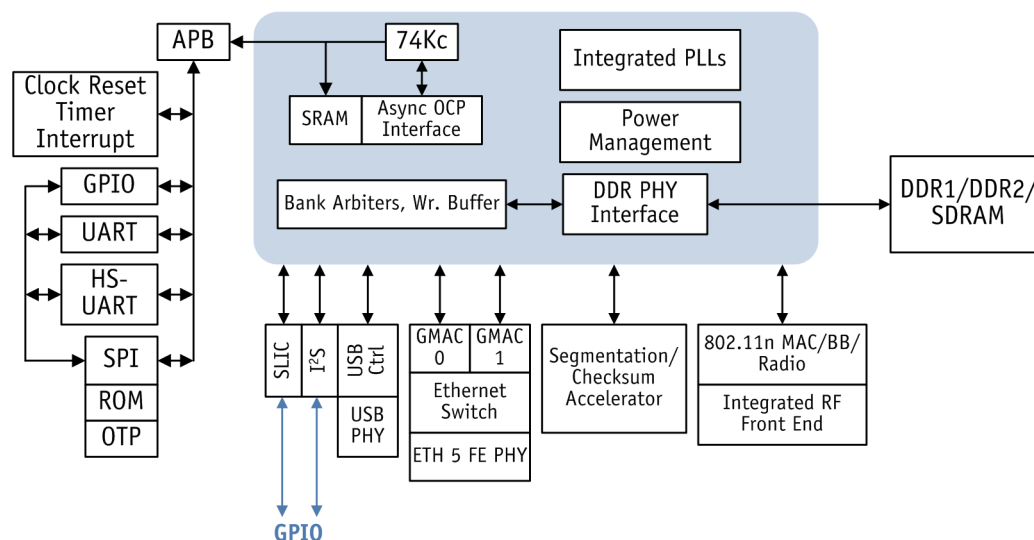 APB
74Kc
Integrated PLLs
Clock Reset
Timer
Interrupt
SRAM
Async OCP
Interface
Power
Management
GPIO
Bank Arbiters, Wr. Buffer
DDR PHY
Interface
DDR1/DDR2/
SDRAM
UART
HS-
UART
SPI
ROM
OTP
SLIC
I²S
USB
Ctrl
USB
PHY
GMAC
0
GMAC
1
Ethernet
Switch
ETH 5 FE PHY
Segmentation/
Checksum
Accelerator
802.11n MAC/BB/
Radio
Integrated RF
Front End
GPIO